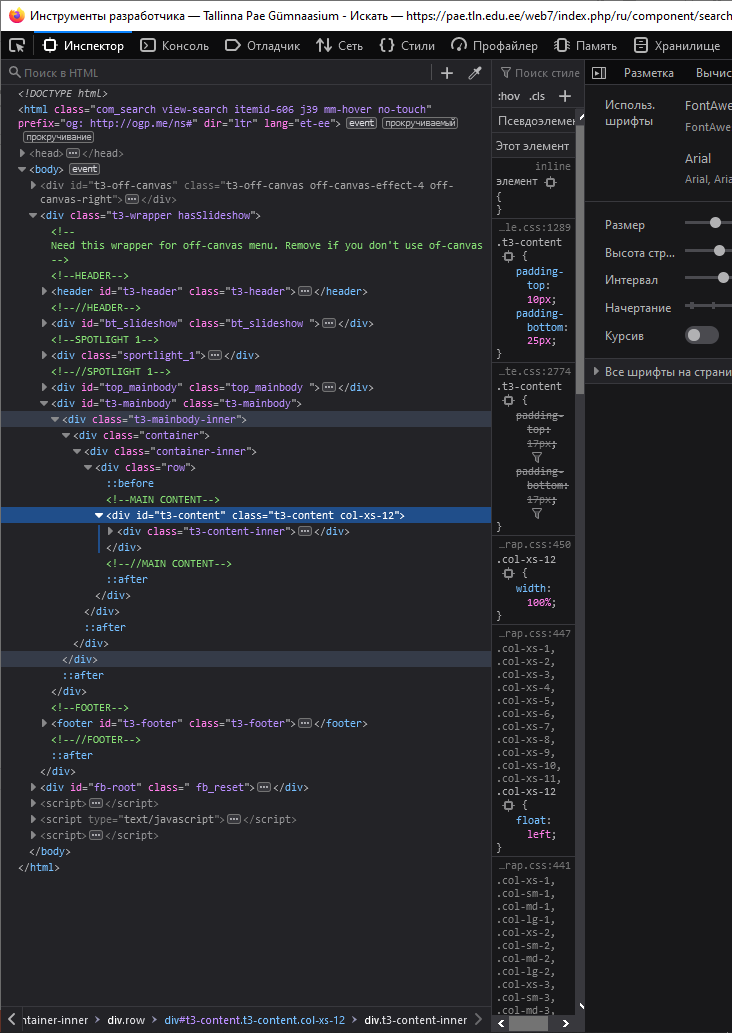 Инструменты разработчика — Tallinna Pae Gümnaasium - Искать — https://pae.tln.edu.ee/web7/index.php/ru/component/search
Инспектор Консоль Отладчик Сеть Стили Профайлер Память Хранилище
Поиск в HTML
<!DOCTYPE html>
<html class="com_search view-search itemid-606 j39 mm-hover no-touch"
prefix="og: http://ogp.me/ns#" dir="ltr" lang="et-ee"> event прокручиваемый
прокручивание
<head> ••• </head>
<body> event
<div id="t3-off-canvas" class="t3-off-canvas off-canvas-effect-4 off-
canvas-right"> ••• </div>
<div class="t3-wrapper hasSlideshow">
<!--
Need this wrapper for off-canvas menu. Remove if you don't use of-canvas
-->
<!--HEADER-->
<header id="t3-header" class="t3-header"> ••• </header>
<!--//HEADER-->
<div id="bt_slideshow" class="bt_slideshow "> ••• </div>
<!--SPOTLIGHT 1-->
<div class="sportlight_1"> ••• </div>
<!--//SPOTLIGHT 1-->
<div id="top_mainbody" class="top_mainbody "> ••• </div>
<div id="t3-mainbody" class="t3-mainbody">
<div class="t3-mainbody-inner">
<div class="container">
<div class="container-inner">
<div class="row">
::before
<!--MAIN CONTENT-->
<div id="t3-content" class="t3-content col-xs-12">
<div class="t3-content-inner"> ••• </div>
</div>
<!--//MAIN CONTENT-->
::after
</div>
</div>
::after
</div>
</div>
::after
</div>
<!--FOOTER-->
<footer id="t3-footer" class="t3-footer"> ••• </footer>
<!--//FOOTER-->
::after
</div>
<div id="fb-root" class=" fb_reset"> ••• </div>
<script> ••• </script>
<script type="text/javascript"> ••• </script>
<script> ••• </script>
</body>
</html>
ntainer-inner > div.row > div#t3-content.t3-content.col-xs-12 > div.t3-content-inner
Поиск стиле
:hov .cls +
Псевдоэлемен
Этот элемент
inline
элемент
{
}
…le.css:1289
.t3-content
{
padding-
top:
10px;
padding-
bottom:
25px;
}
…te.css:2774
.t3-content
{
padding-
top:
17px;
padding-
bottom:
17px;
}
…rap.css:450
.col-xs-12
{
width:
100%;
}
…rap.css:447
.col-xs-1,
.col-xs-2,
.col-xs-3,
.col-xs-4,
.col-xs-5,
.col-xs-6,
.col-xs-7,
.col-xs-8,
.col-xs-9,
.col-xs-10,
.col-xs-11,
.col-xs-12
{
float:
left;
}
…rap.css:441
.col-xs-1,
.col-sm-1,
.col-md-1,
.col-lg-1,
.col-xs-2,
.col-sm-2,
.col-md-2,
.col-lg-2,
.col-xs-3,
.col-sm-3,
.col-md-3,
Разметка Вычис
Использ. FontAwe
шрифты FontAwe
Arial
Arial, Aria
Размер
Высота стр...
Интервал
Начертание
Курсив
Все шрифты на страни